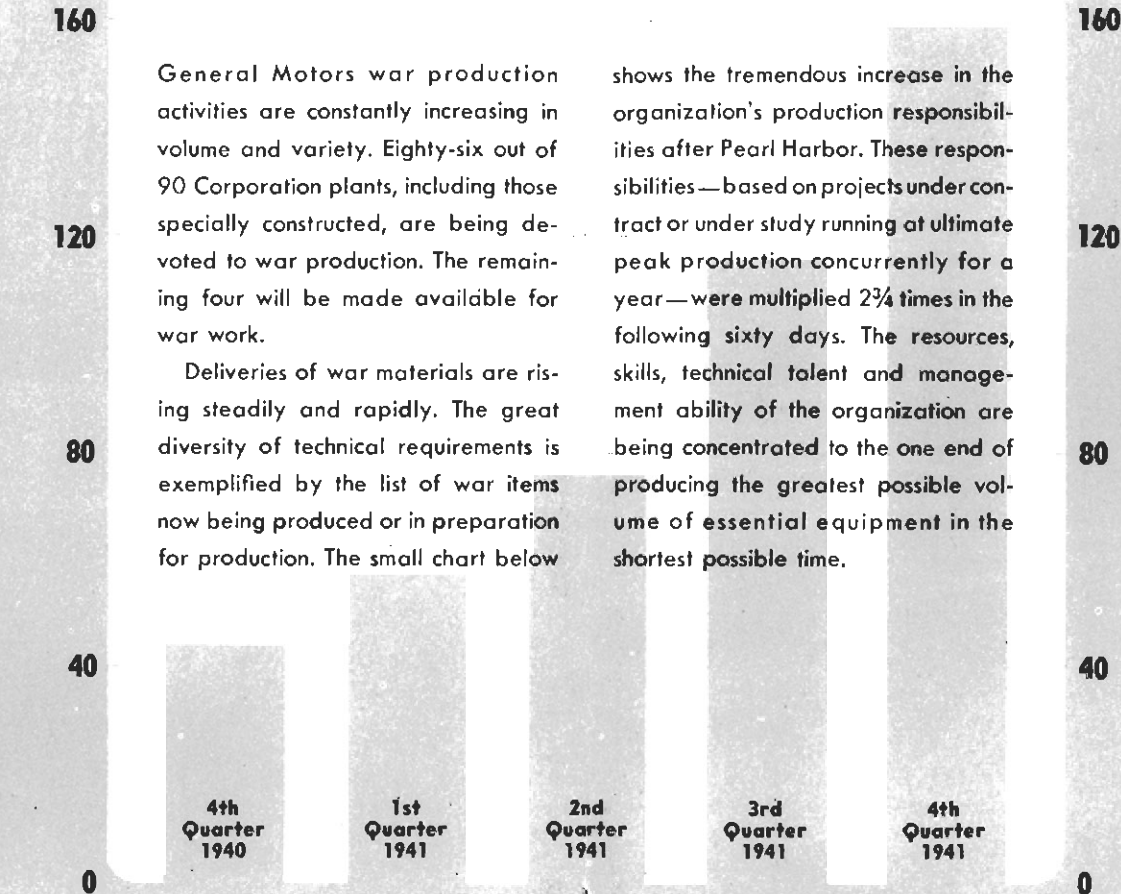 160
120
80
40
0
General Motors war production
activities are constantly increasing in
volume and variety. Eighty-six out of
90 Corporation plants, including those
specially constructed, are being de-
voted to war production. The remain-
ing four will be made available for
war work.
Deliveries of war materials are ris-
ing steadily and rapidly. The great
diversity of technical requirements is
exemplified by the list of war items
now being produced or in preparation
for production. The small chart below
shows the tremendous increase in the
organization's production responsibil-
ities after Pearl Harbor. These respon-
sibilities—based on projects under con-
tract or under study running at ultimate
peak production concurrently for a
year—were multiplied 2¾ times in the
following sixty days. The resources,
skills, technical talent and manage-
ment ability of the organization are
being concentrated to the one end of
producing the greatest possible vol-
ume of essential equipment in the
shortest possible time.
160
120
80
40
0
4th
Quarter
1940
1st
Quarter
1941
2nd
Quarter
1941
3rd
Quarter
1941
4th
Quarter
1941